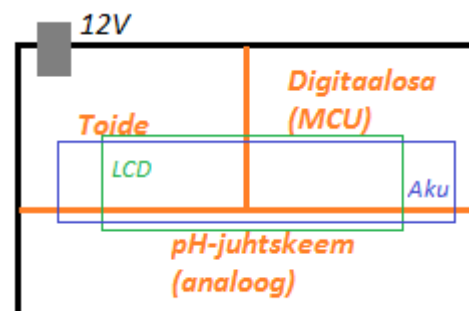 12V
Toide
Digitaalosa
(MCU)
LCD
Aku
pH-juhtskeem
(analoog)